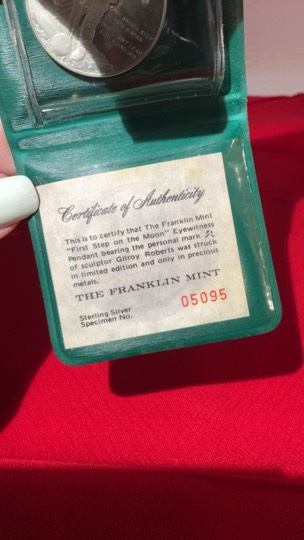 Certificate of Authenticity
This is to certify that The Franklin Mint
"First Step on the Moon" Eyewitness
Pendant bearing the personal mark
of sculptor Gilroy Roberts was struck
in limited edition and only in precious
metals.
THE FRANKLIN MINT
Sterling Silver
Specimen No. 05095